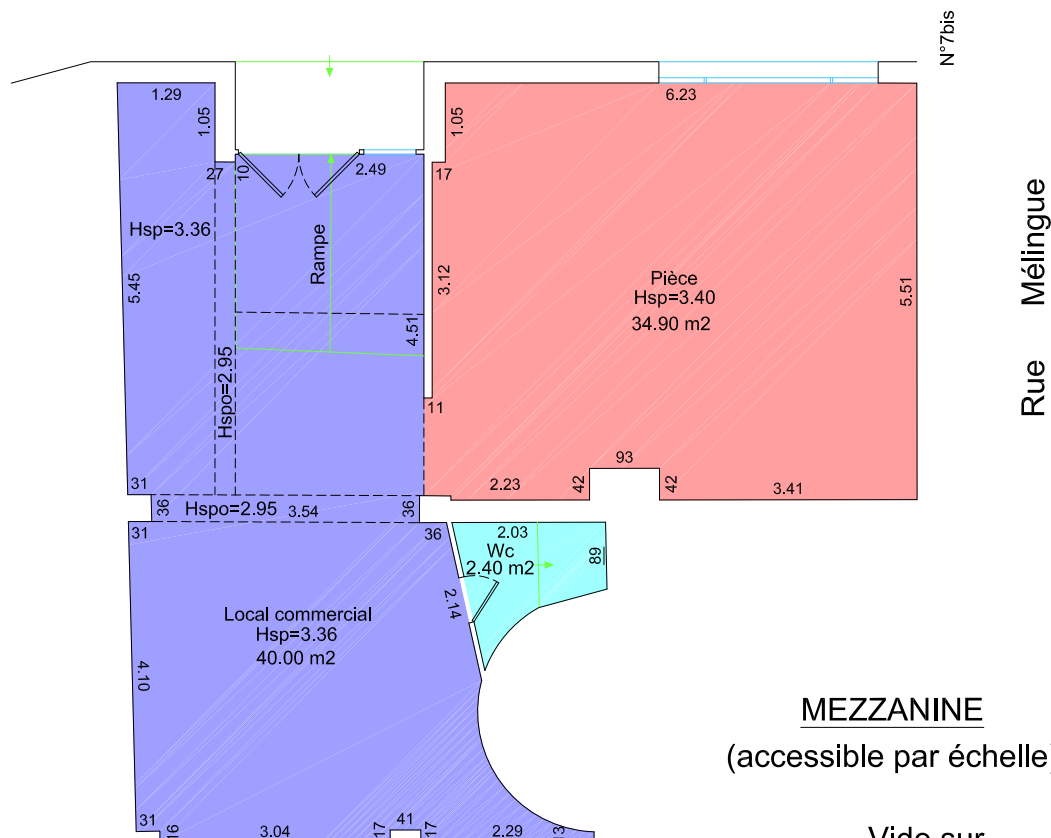 N°7bis
1.29
6.23
1.05
1.05
27
10
2.49
17
Hsp=3.36
Rampe
3.12
Pièce
Hsp=3.40
34.90 m2
5.45
5.51
Rue Mélingue
4.51
Hspo=2.95
11
93
2.23
42
42
3.41
31
36
Hspo=2.95
3.54
36
31
36
2.03
Wc
2.40 m2
89
2.14
Local commercial
Hsp=3.36
40.00 m2
4.10
MEZZANINE
(accessible par échelle)
31
16
3.04
17
41
17
2.29
13
Vide sur